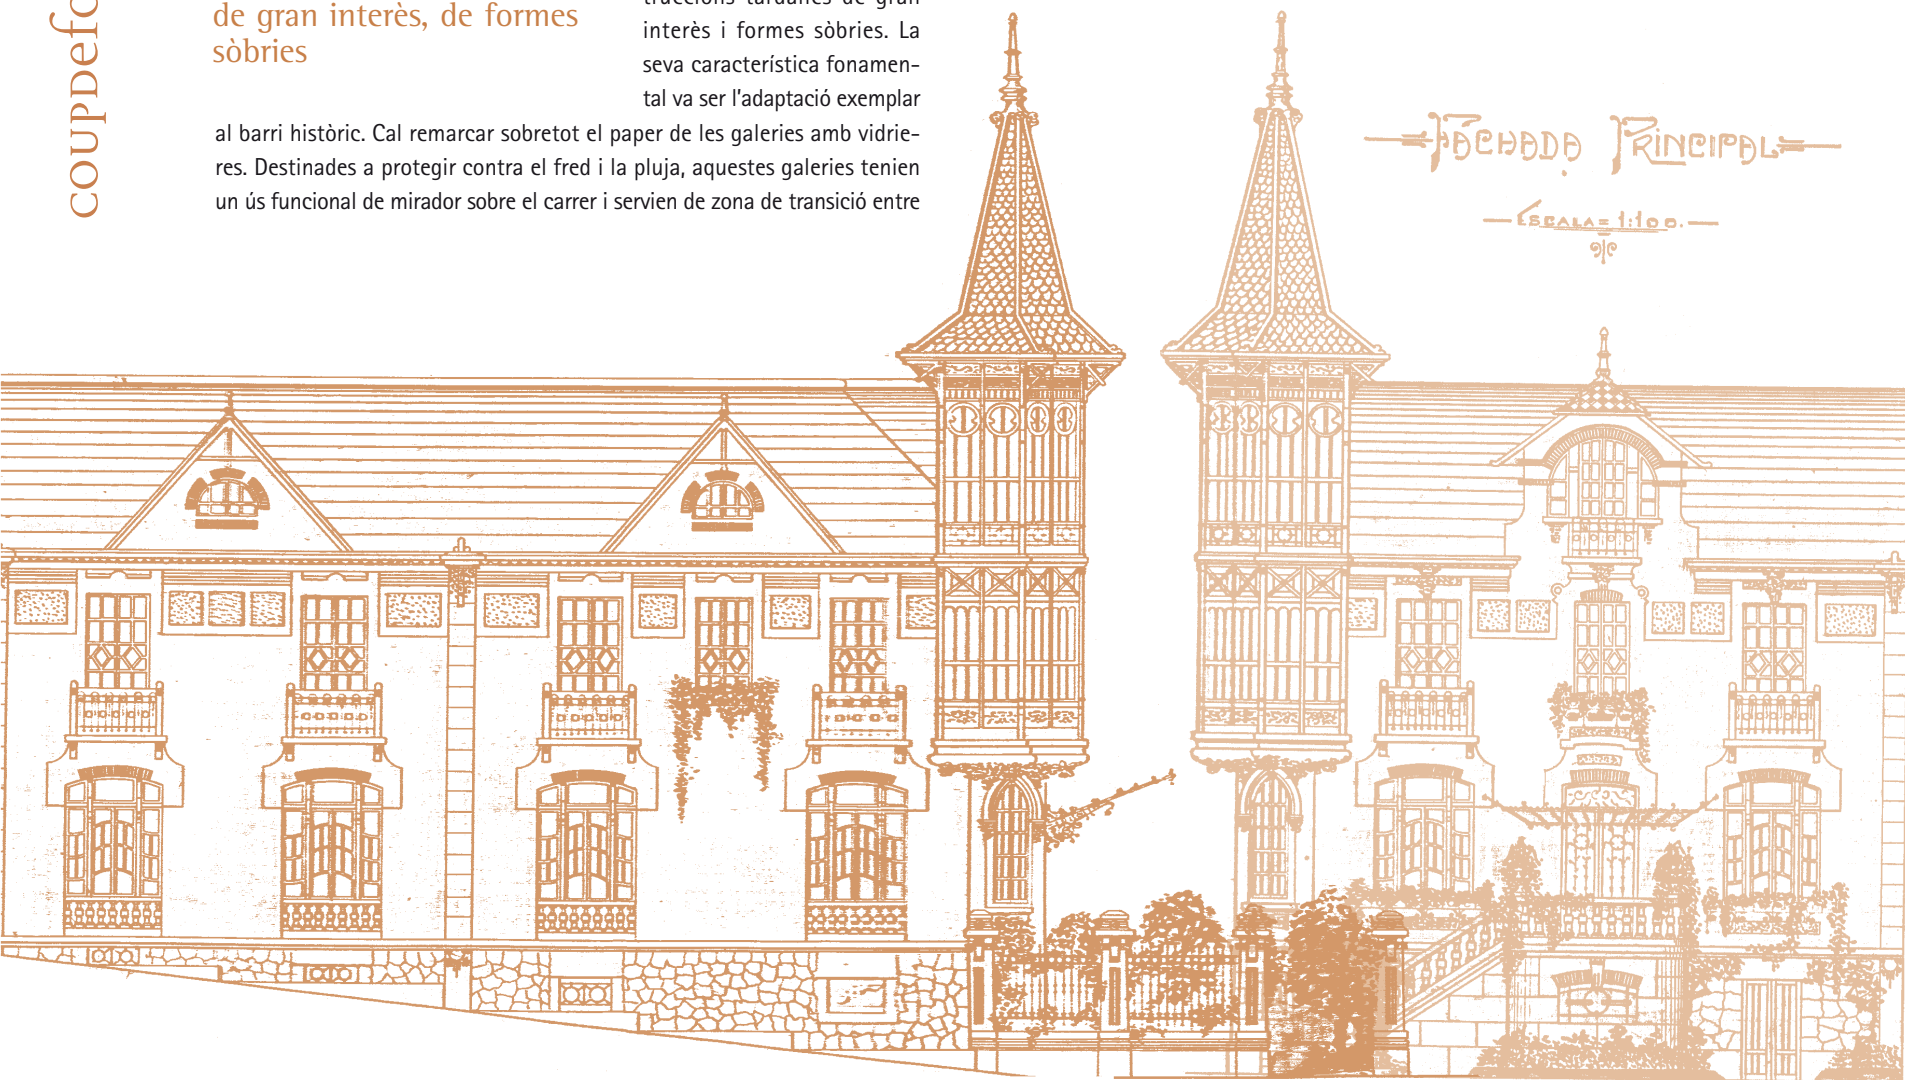 de gran interès, de formes
sòbries
interès i formes sòbries. La
seva característica fonamen-
tal va ser l'adaptació exemplar
al barri històric. Cal remarcar sobretot el paper de les galeries amb vidrie-
res. Destinades a protegir contra el fred i la pluja, aquestes galeries tenien
un ús funcional de mirador sobre el carrer i servien de zona de transició entre
FACHADA PRINCIPAL
ESCALA = 1:100.